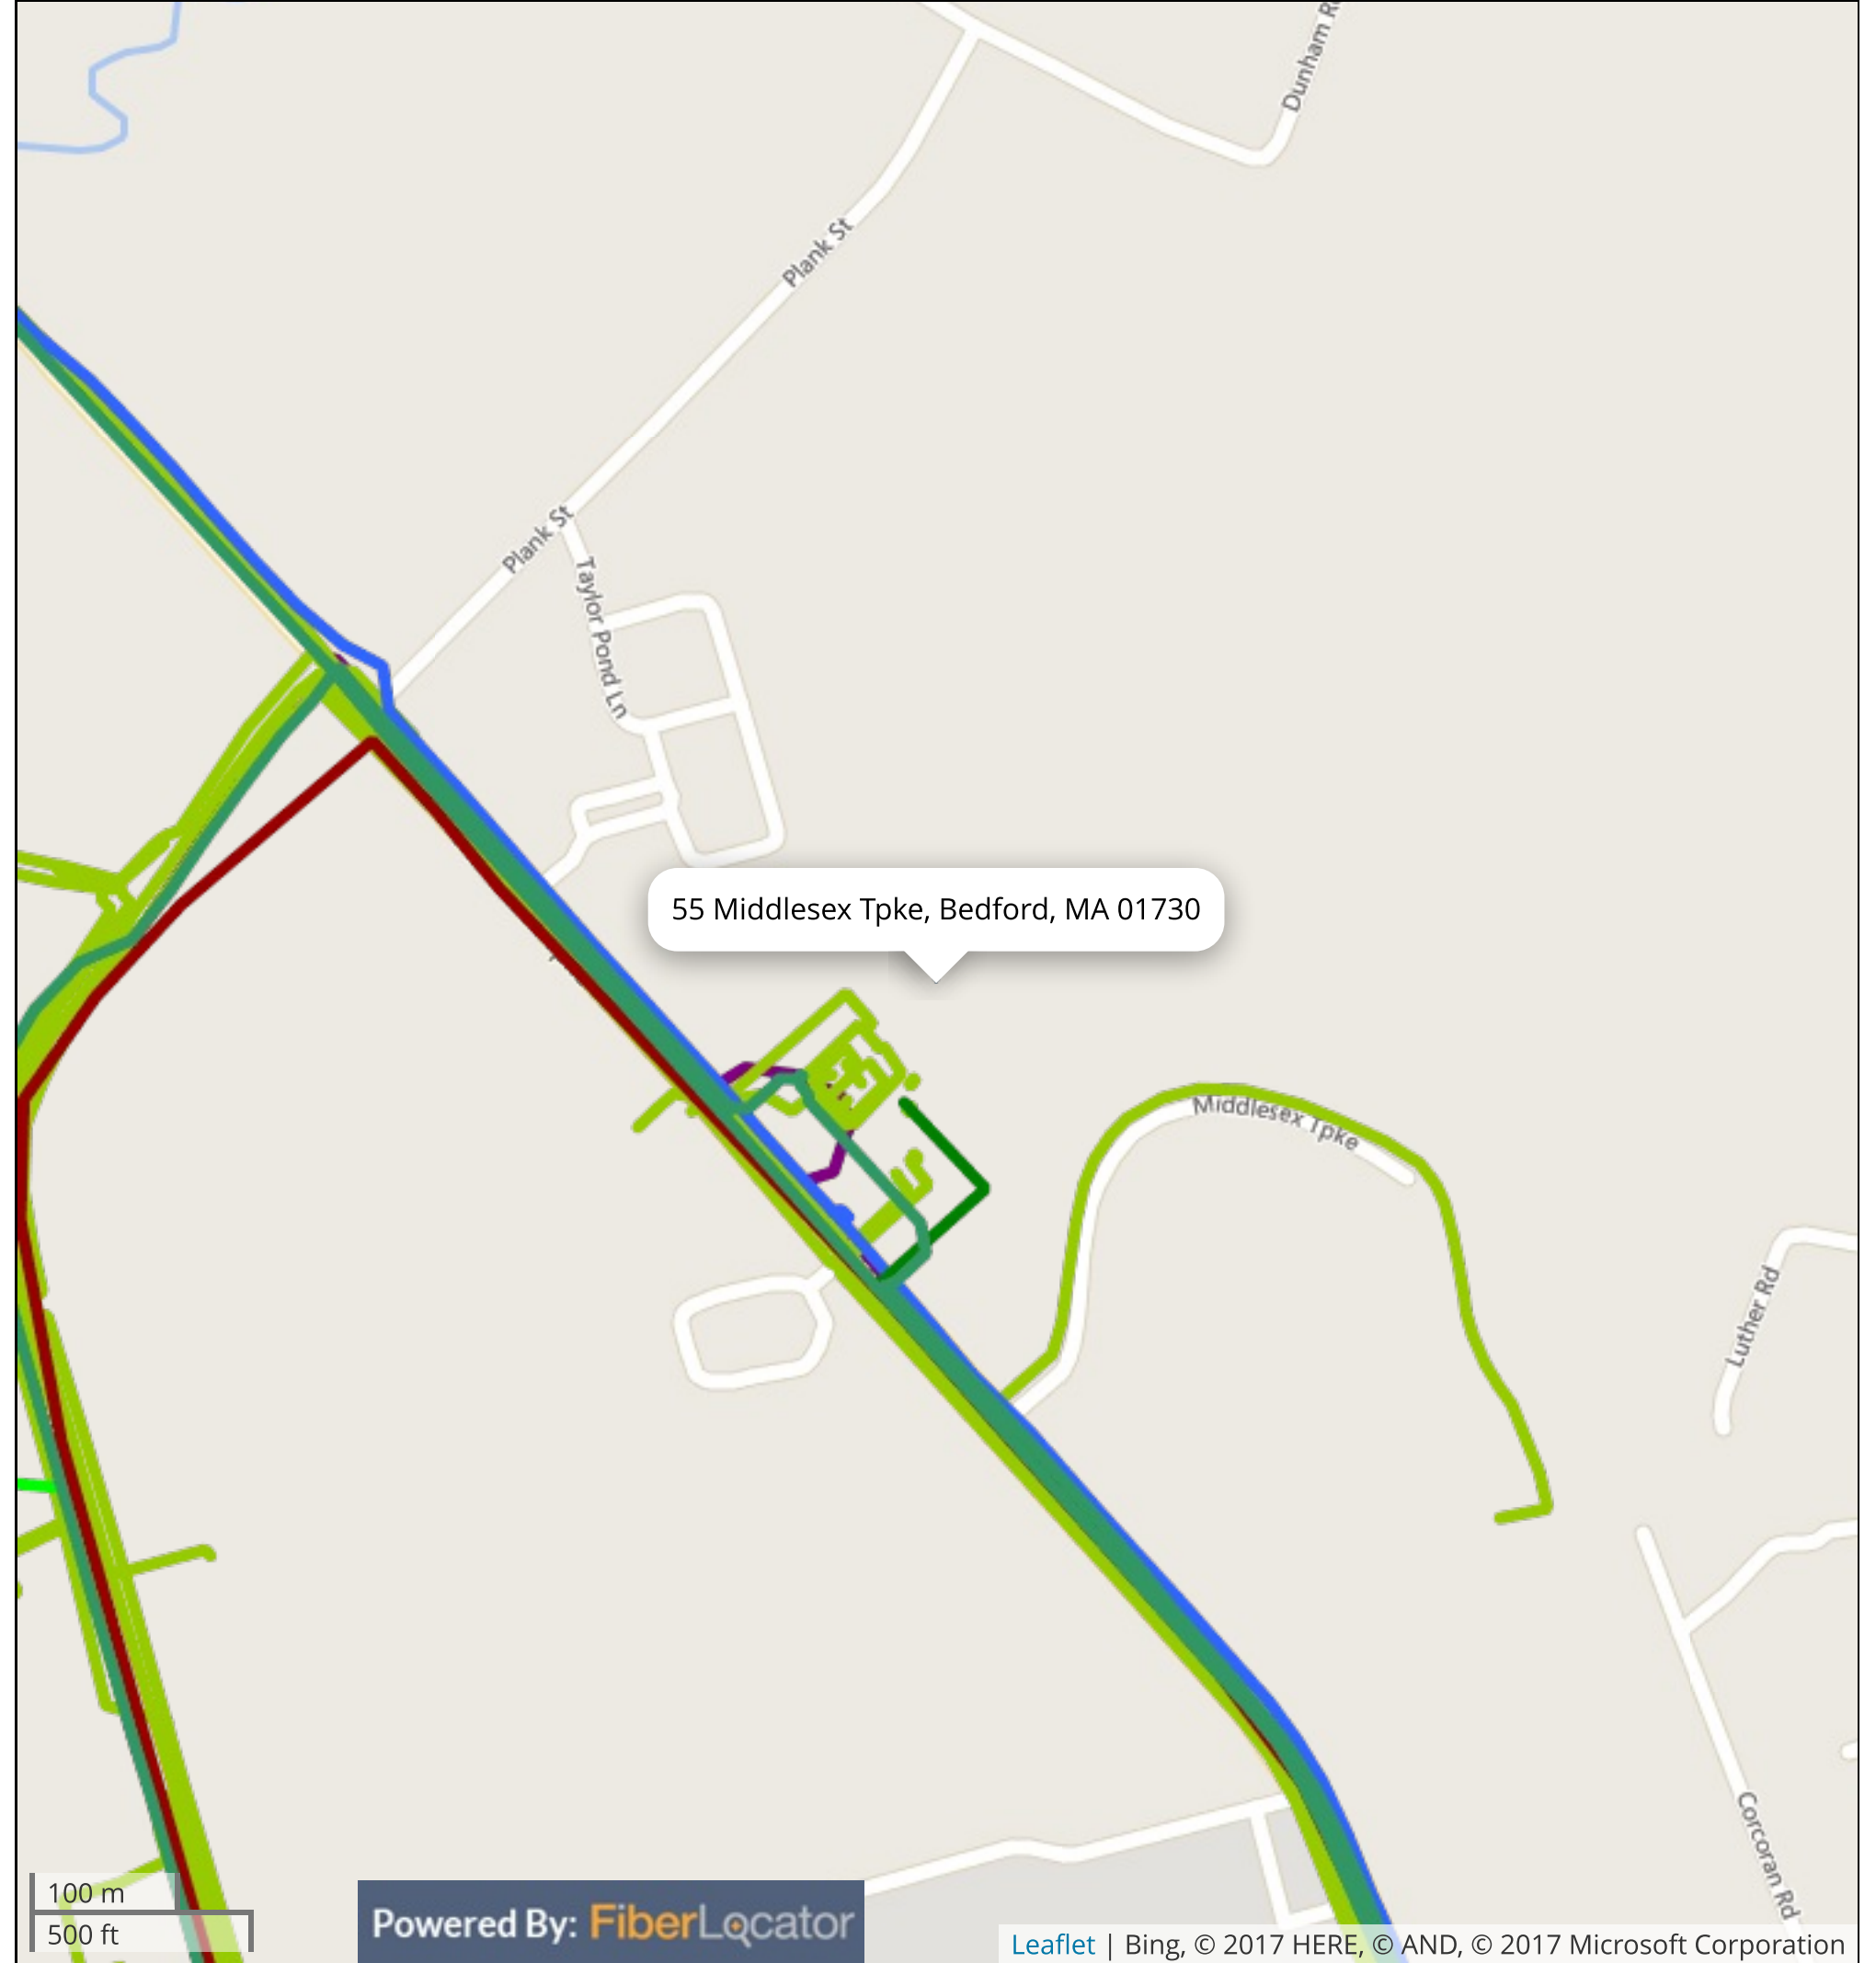 Dunham R
Plank St
Plank St
Taylor Pond Ln
55 Middlesex Tpke, Bedford, MA 01730
Middlesex Tpke
Luther Rd
Corcoran Rd
100 m
500 ft
Powered By: FiberLocator
Leaflet | Bing, © 2017 HERE, © AND, © 2017 Microsoft Corporation